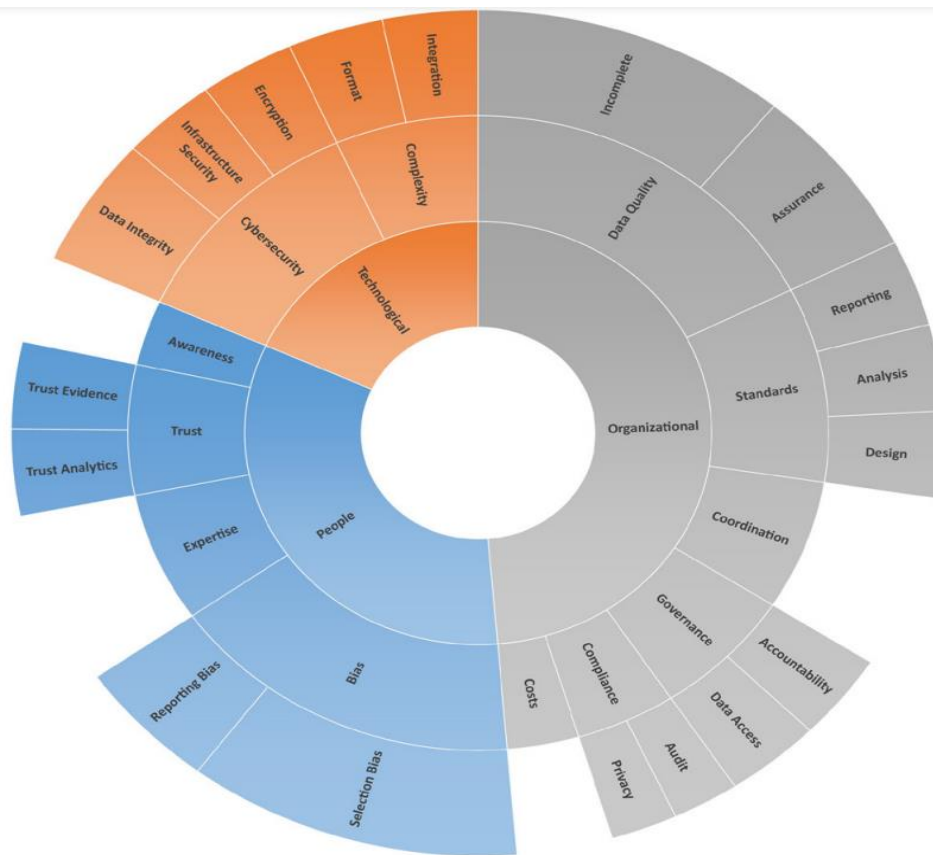 Technological
Cybersecurity
Data Integrity
Infrastructure
Security
Encryption
Complexity
Format
Integration
Organizational
Data Quality
Incomplete
Assurance
Standards
Reporting
Analysis
Design
Coordination
Governance
Accountability
Data Access
Compliance
Audit
Privacy
Costs
People
Bias
Selection Bias
Reporting Bias
Expertise
Trust
Trust Analytics
Trust Evidence
Awareness